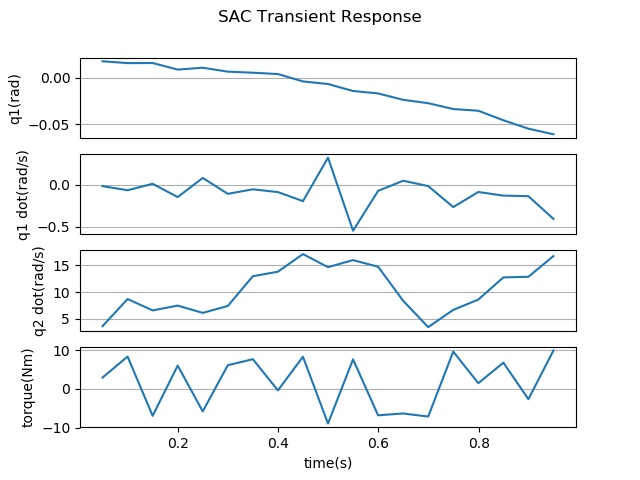 SAC Transient Response
q1(rad)
0.00
−0.05
q1 dot(rad/s)
0.0
−0.5
q2 dot(rad/s)
15
10
5
torque(Nm)
10
0
−10
0.2 0.4 0.6 0.8
time(s)